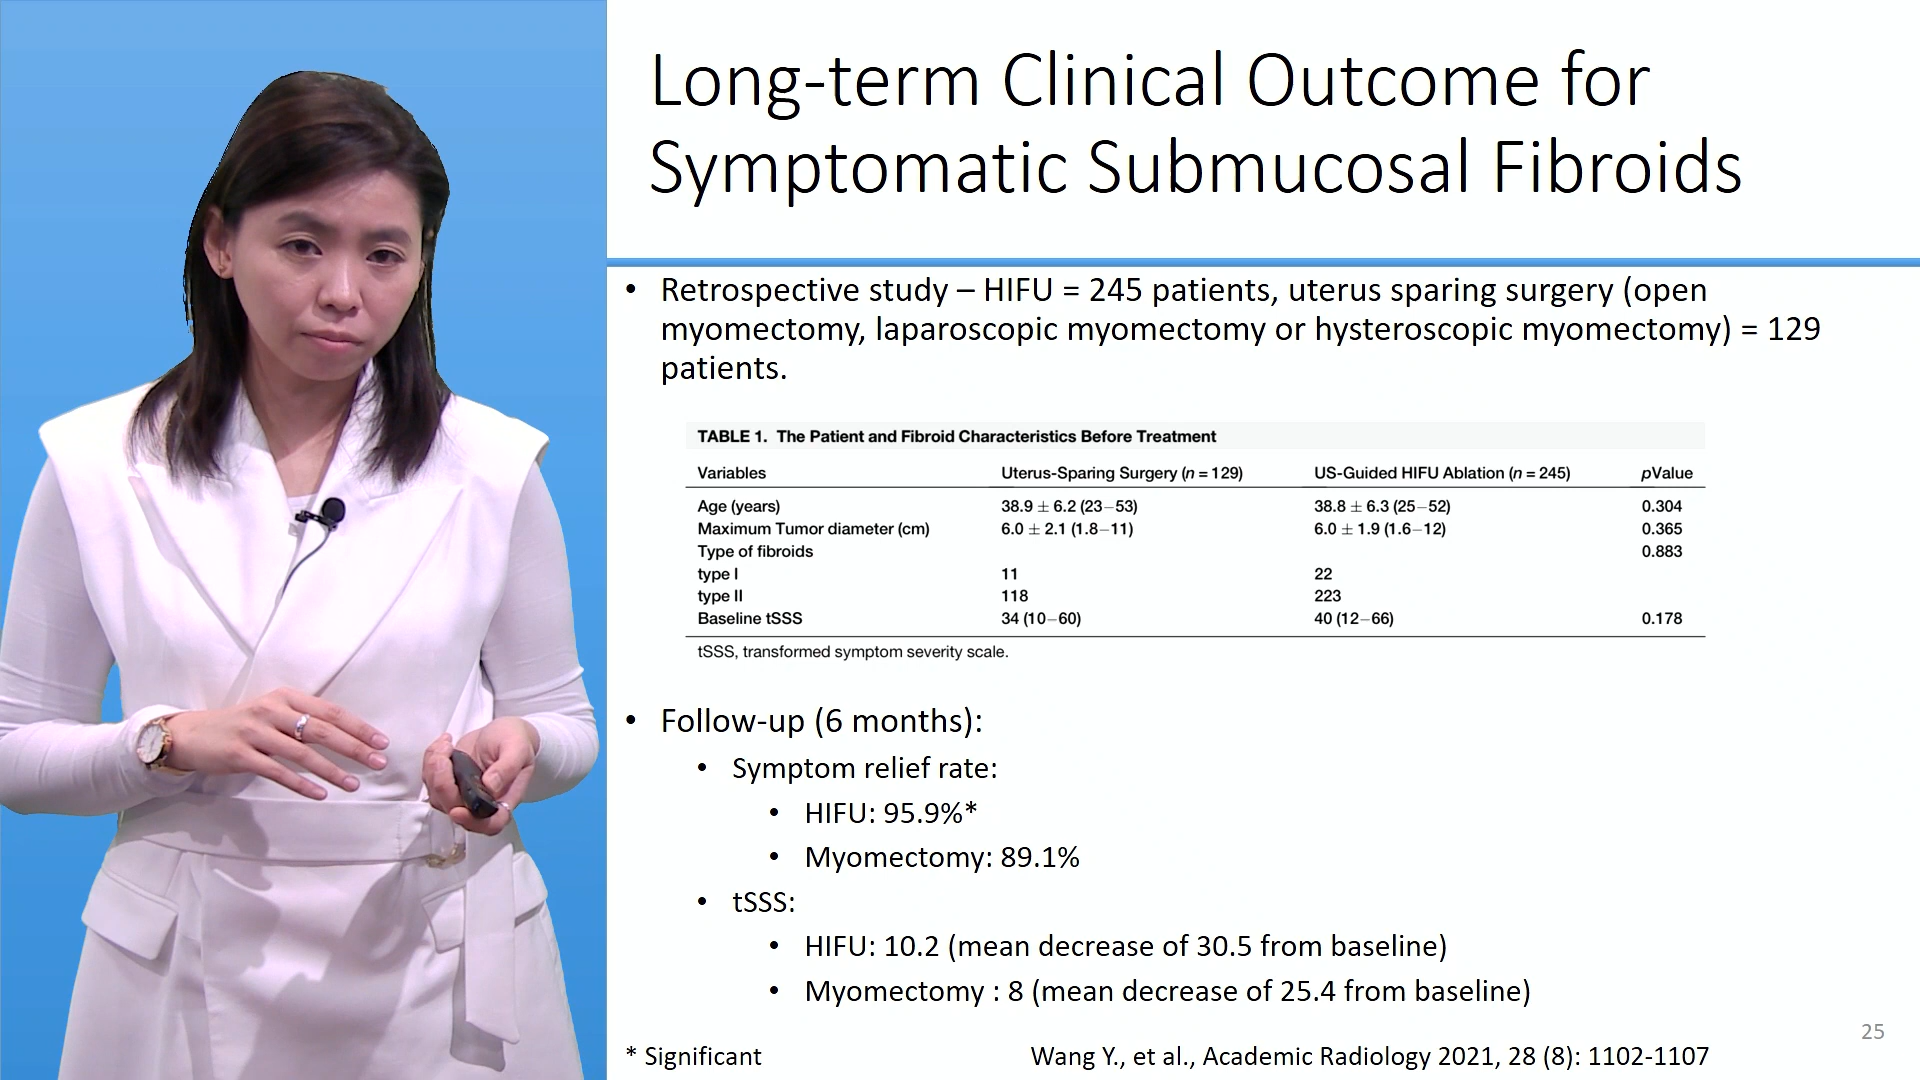 Long-term Clinical Outcome for
Symptomatic Submucosal Fibroids
• Retrospective study – HIFU = 245 patients, uterus sparing surgery (open
myomectomy, laparoscopic myomectomy or hysteroscopic myomectomy) = 129
patients.
TABLE 1. The Patient and Fibroid Characteristics Before Treatment
Variables Uterus-Sparing Surgery (n = 129) US-Guided HIFU Ablation (n = 245) pValue
Age (years) 38.9 ± 6.2 (23–53) 38.8 ± 6.3 (25–52) 0.304
Maximum Tumor diameter (cm) 6.0 ± 2.1 (1.8–11) 6.0 ± 1.9 (1.6–12) 0.365
Type of fibroids 0.883
type I 11 22
type II 118 223
Baseline tSSS 34 (10–60) 40 (12–66) 0.178
tSSS, transformed symptom severity scale.
• Follow-up (6 months):
• Symptom relief rate:
• HIFU: 95.9%*
• Myomectomy: 89.1%
• tSSS:
• HIFU: 10.2 (mean decrease of 30.5 from baseline)
• Myomectomy : 8 (mean decrease of 25.4 from baseline)
25
* Significant Wang Y., et al., Academic Radiology 2021, 28 (8): 1102-1107